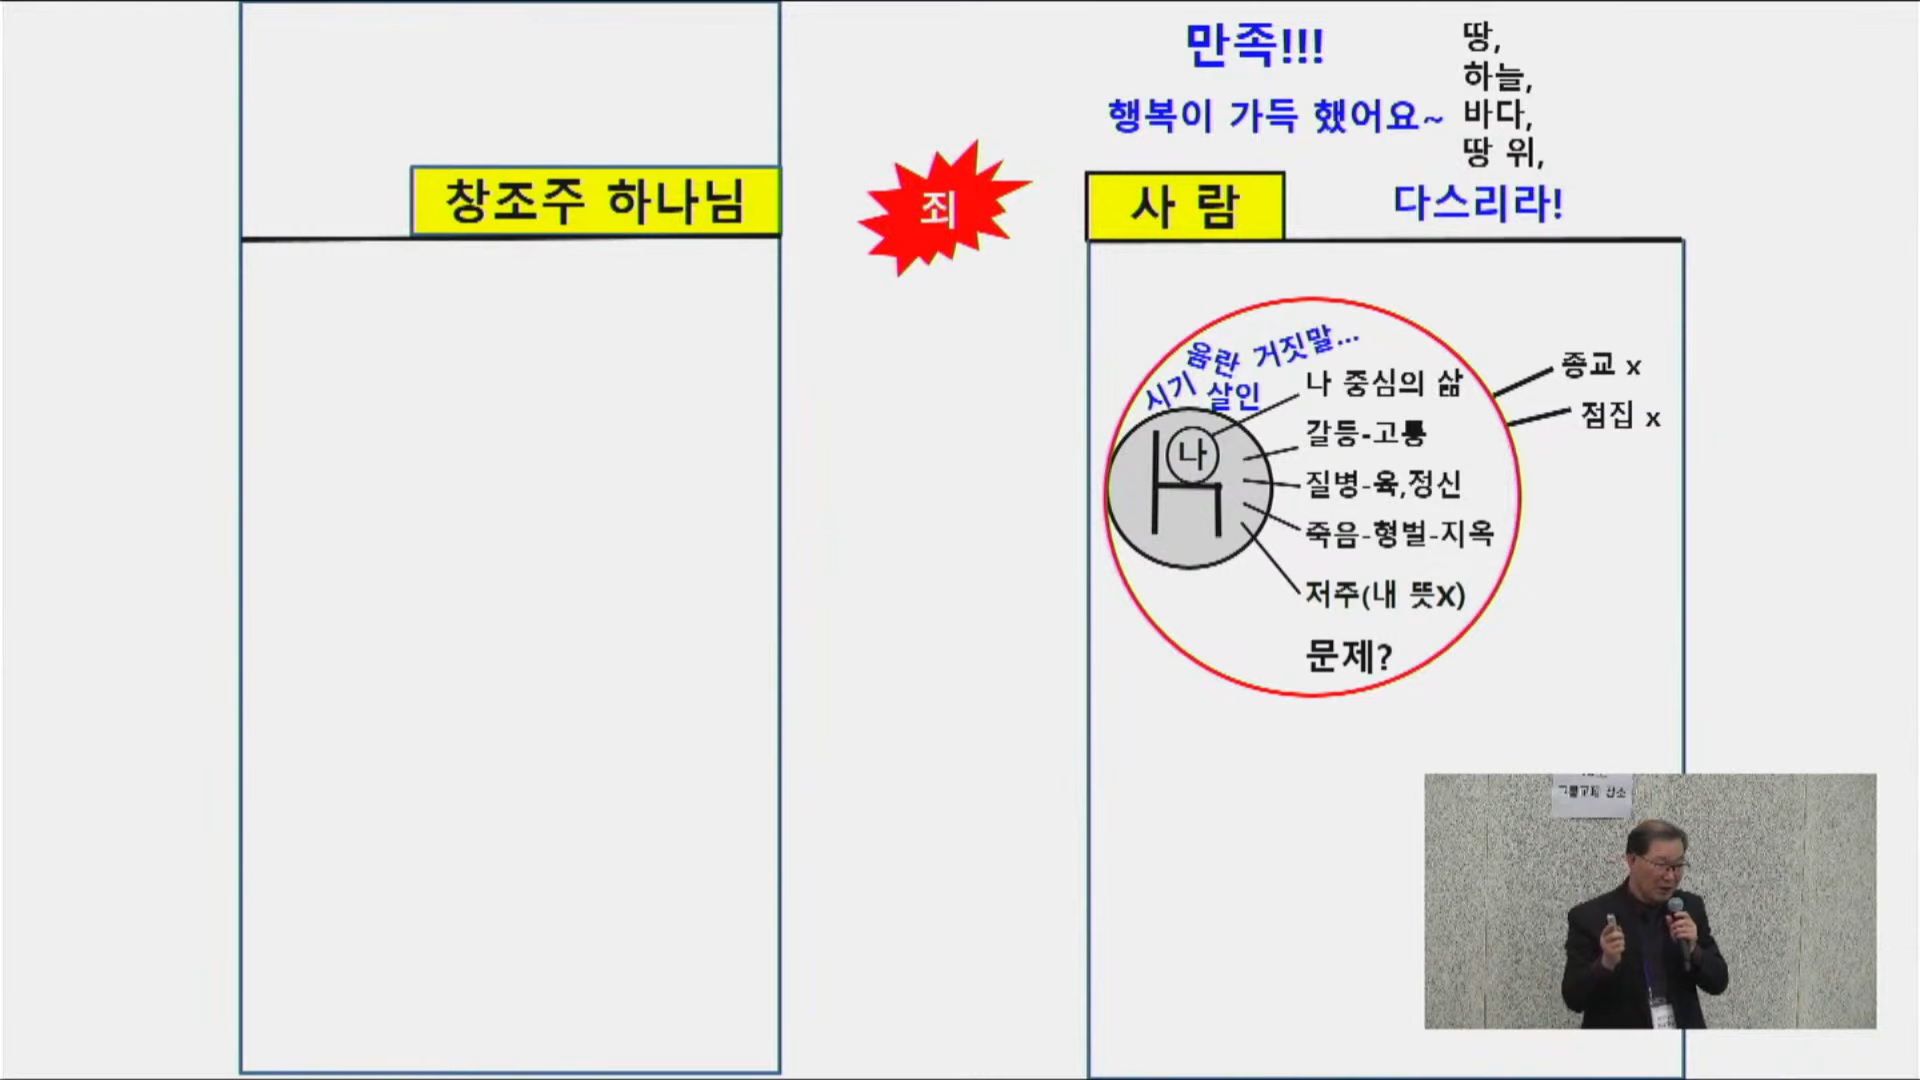 만족!!!
행복이 가득 했어요~
땅,
하늘,
바다,
땅 위,
다스리라!
창조주 하나님
죄
사 람
음란 거짓말...
시기 살인
나
나 중심의 삶
갈등-고통
질병-육,정신
죽음-형벌-지옥
저주(내 뜻X)
문제?
종교 x
점집 x